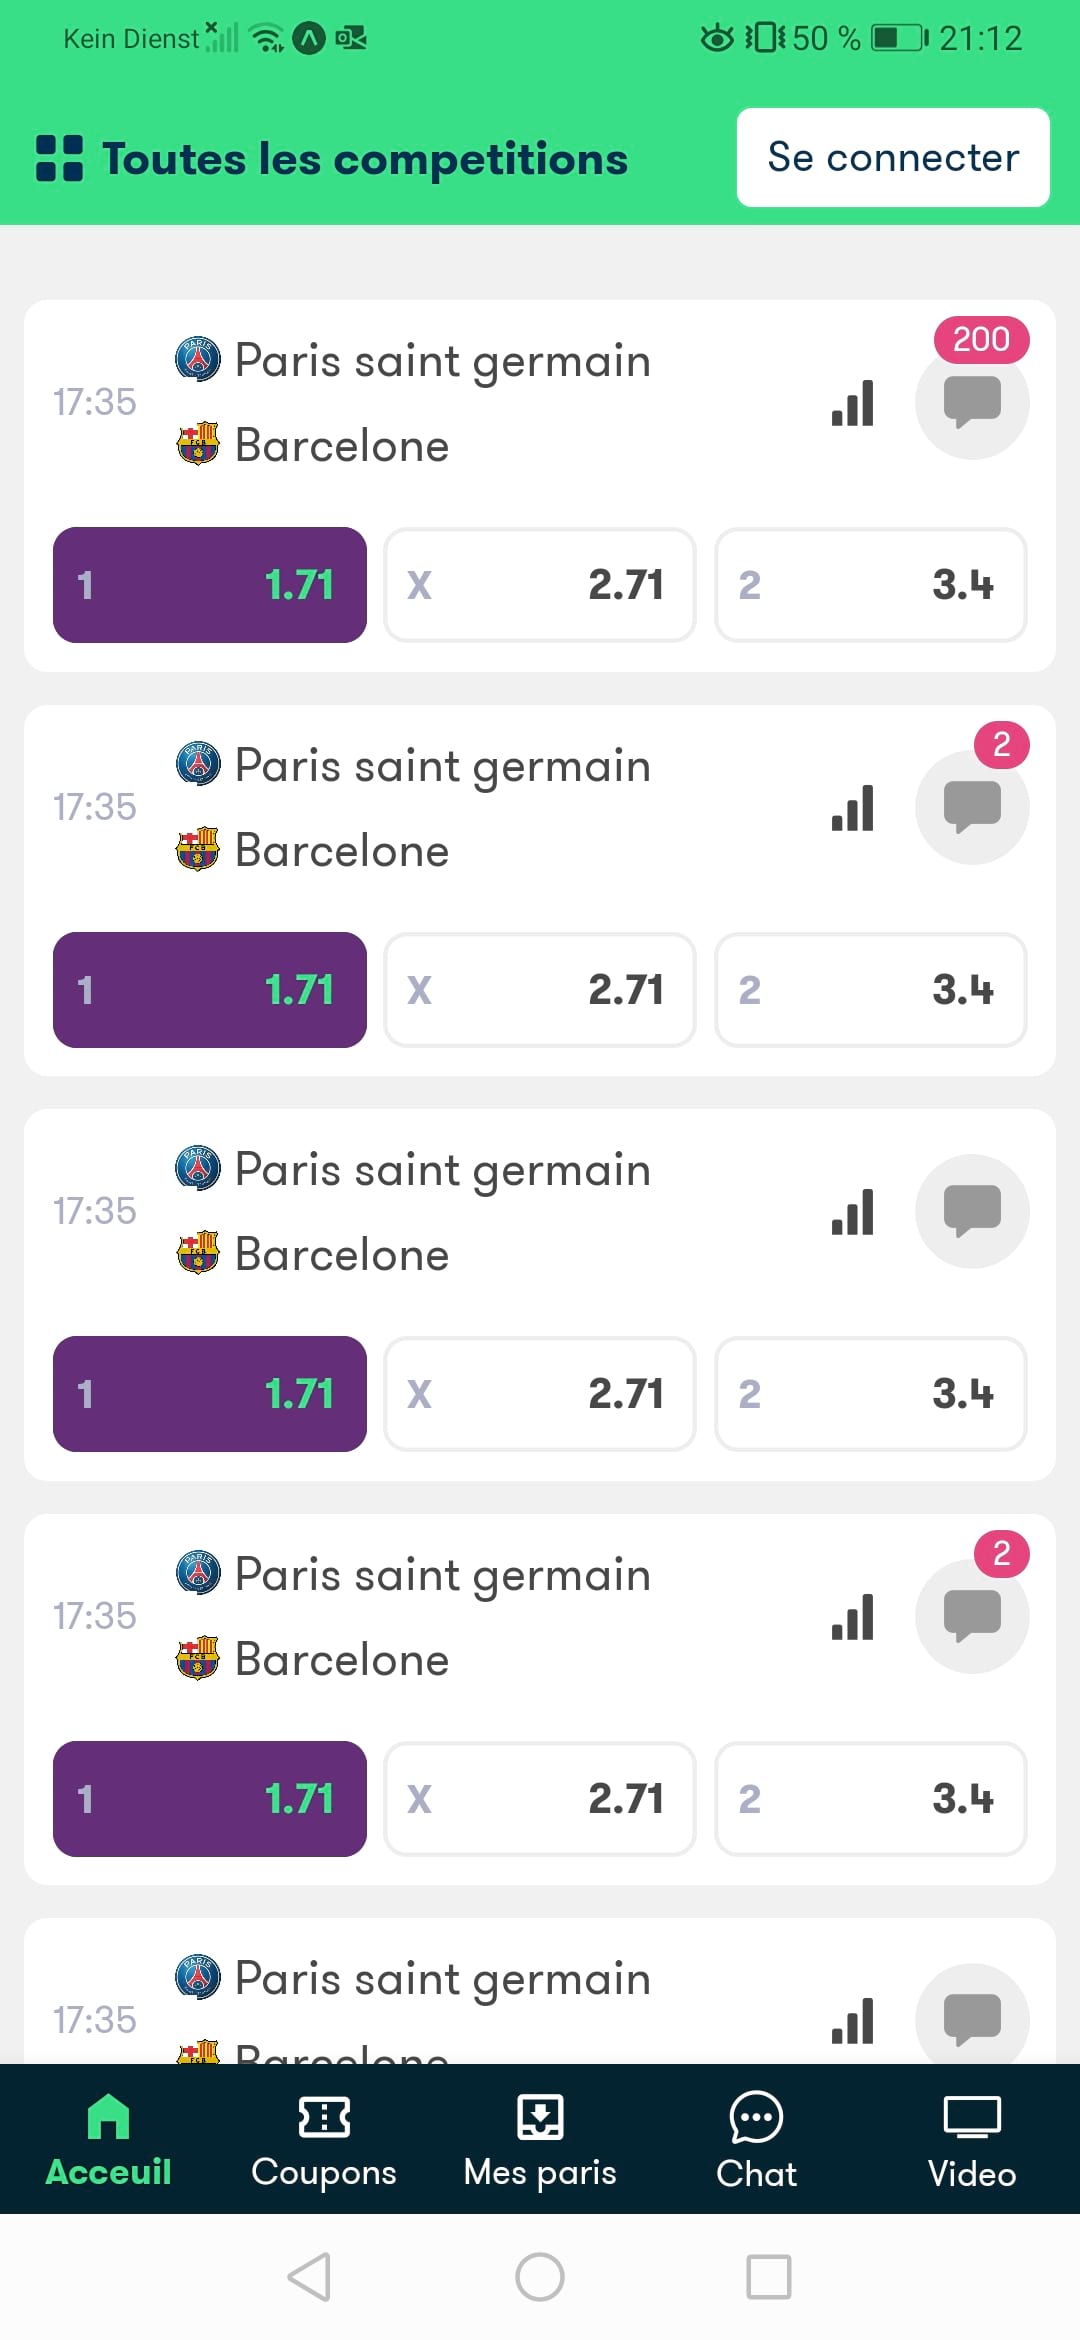 Kein Dienst 50 % 21:12
Toutes les competitions Se connecter
200
Paris saint germain
17:35
Barcelone
1 1.71 X 2.71 2 3.4
2
Paris saint germain
17:35
Barcelone
1 1.71 X 2.71 2 3.4
Paris saint germain
17:35
Barcelone
1 1.71 X 2.71 2 3.4
2
Paris saint germain
17:35
Barcelone
1 1.71 X 2.71 2 3.4
Paris saint germain
17:35
Barcelone
Acceuil Coupons Mes paris Chat Video